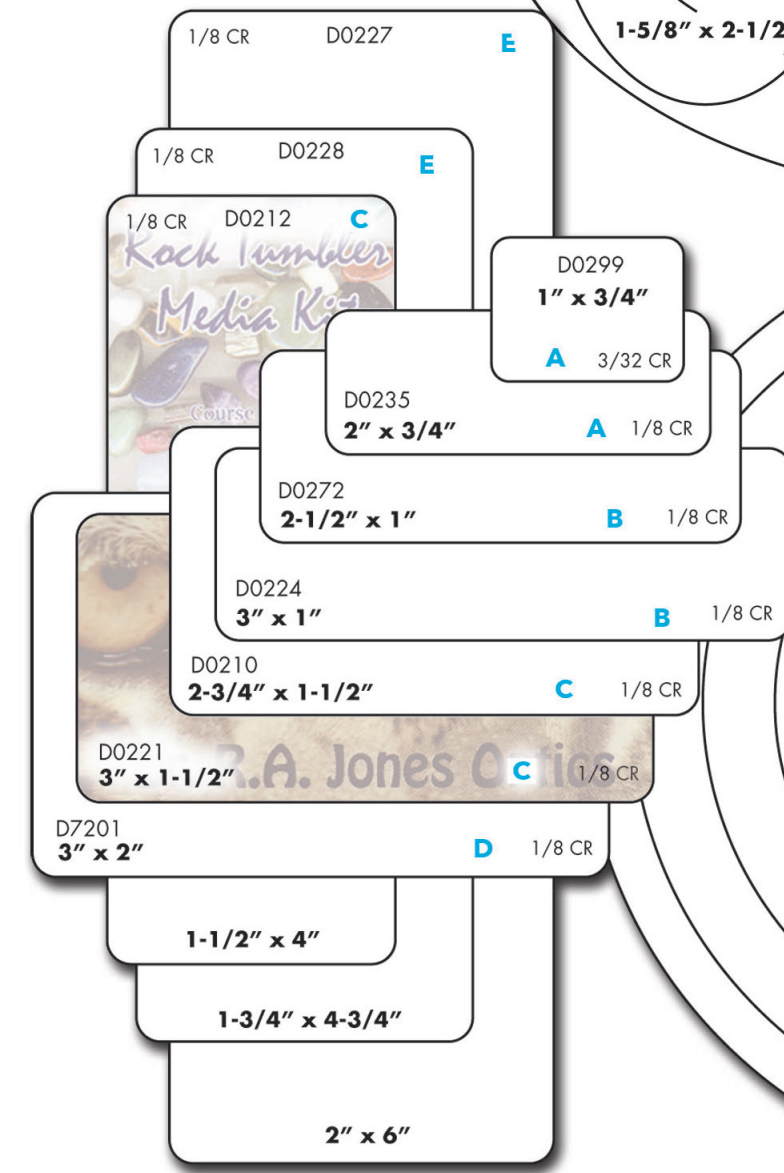 1/8 CR D0227 E
1-5/8” x 2-1/2
1/8 CR D0228 E
1/8 CR D0212 C
Rock Tumbler
Media Kit
Course
D0299
1” x 3/4”
A 3/32 CR
D0235
2” x 3/4” A 1/8 CR
D0272
2-1/2” x 1” B 1/8 CR
D0224
3” x 1” B 1/8 CR
D0210
2-3/4” x 1-1/2” C 1/8 CR
D0221
3” x 1-1/2” R.A. Jones C 1/8 CR
D7201
3” x 2” D 1/8 CR
1-1/2” x 4”
1-3/4” x 4-3/4”
2” x 6”